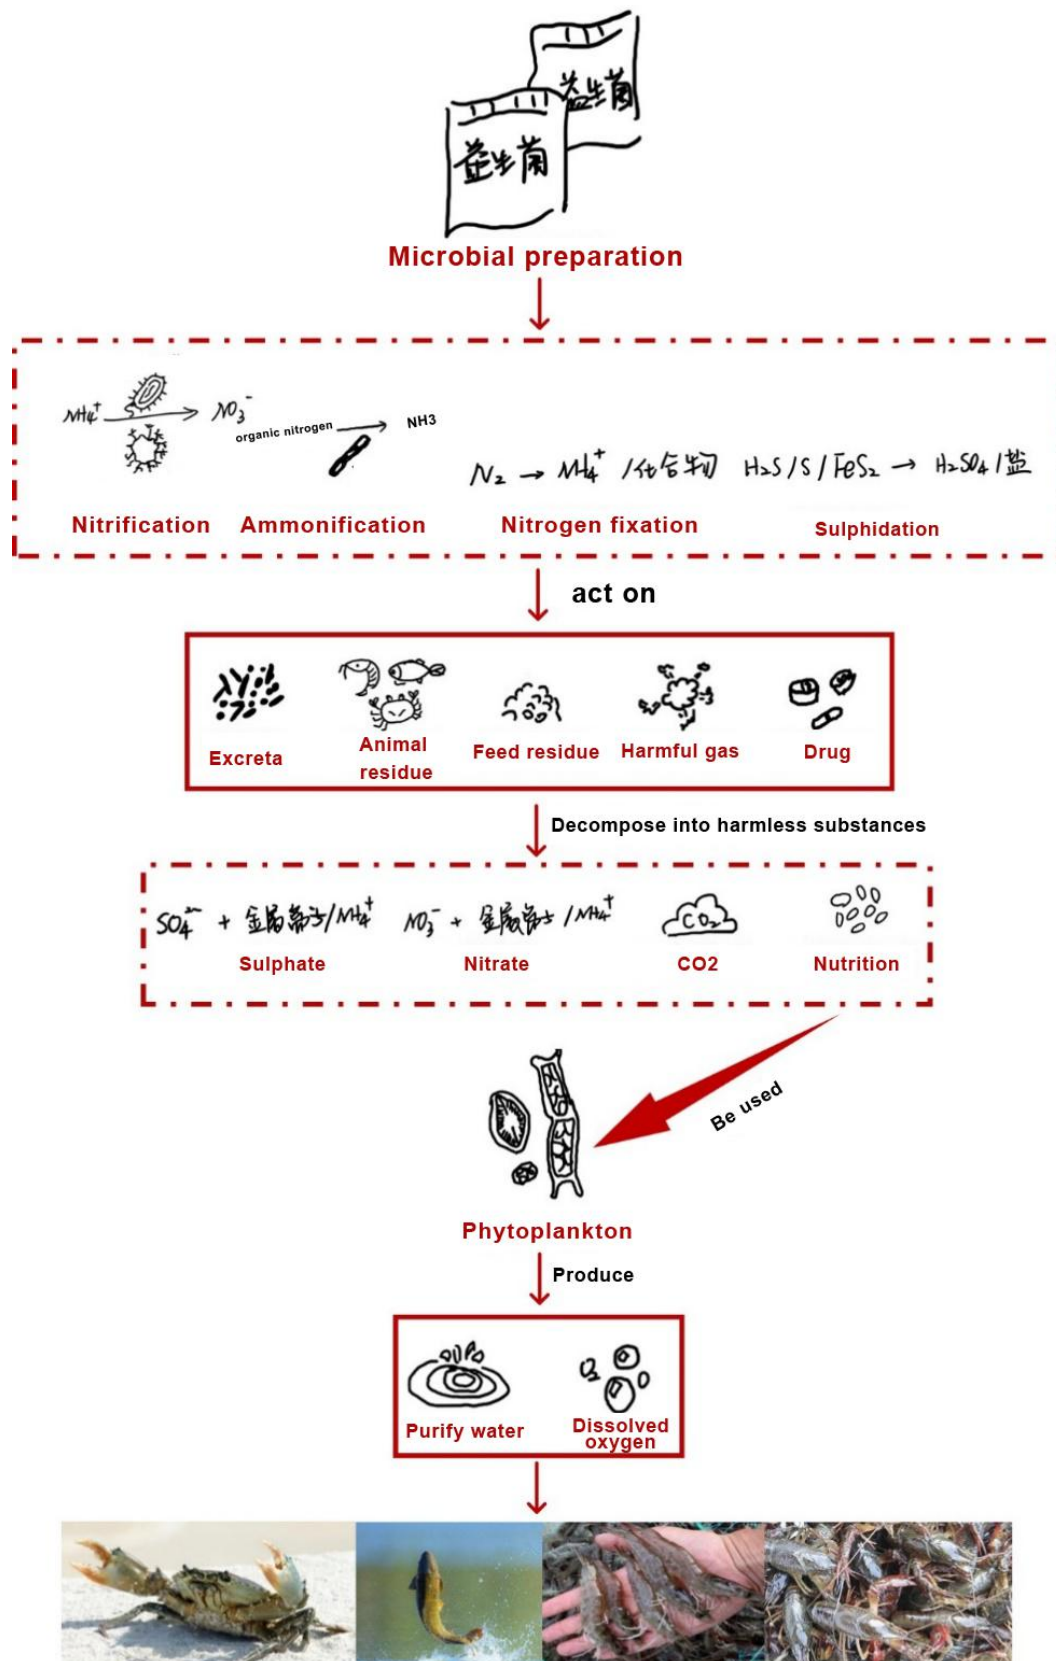 益生菌
益生菌
Microbial preparation
NH₄⁺ → NO₃⁻
organic nitrogen → NH3
N₂ → NH₄⁺ /化合物
H₂S/S/FeS₂ → H₂SO₄/盐
Nitrification
Ammonification
Nitrogen fixation
Sulphidation
act on
Excreta
Animal
residue
Feed residue
Harmful gas
Drug
Decompose into harmless substances
SO₄²⁻ + 金属离子/NH₄⁺
NO₃⁻ + 金属离子/NH₄⁺
CO₂
Sulphate
Nitrate
CO2
Nutrition
Be used
Phytoplankton
Produce
O₂
Purify water
Dissolved
oxygen